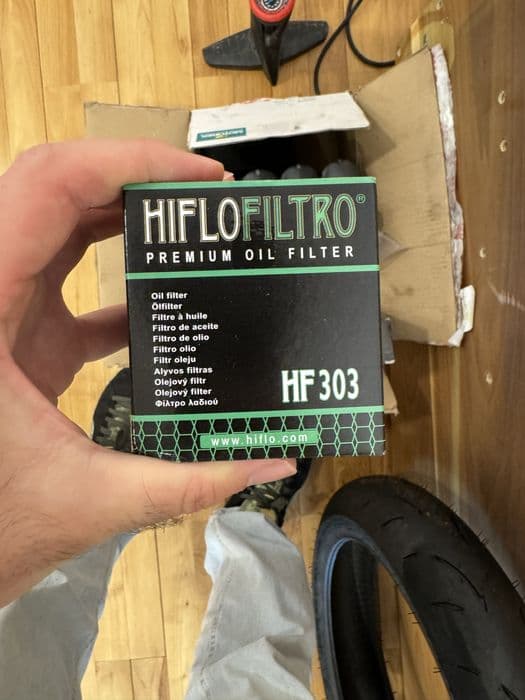 HIFLOFILTRO®
PREMIUM OIL FILTER
Oil filter
Ölfilter
Filtre à huile
Filtro de aceite
Filtro de olio
Filtro olio
Filtr oleju
Alyvos filtras
Olejový filtr
Olejový filter
Φίλτρο λαδιού
HF303
www.hiflo.com